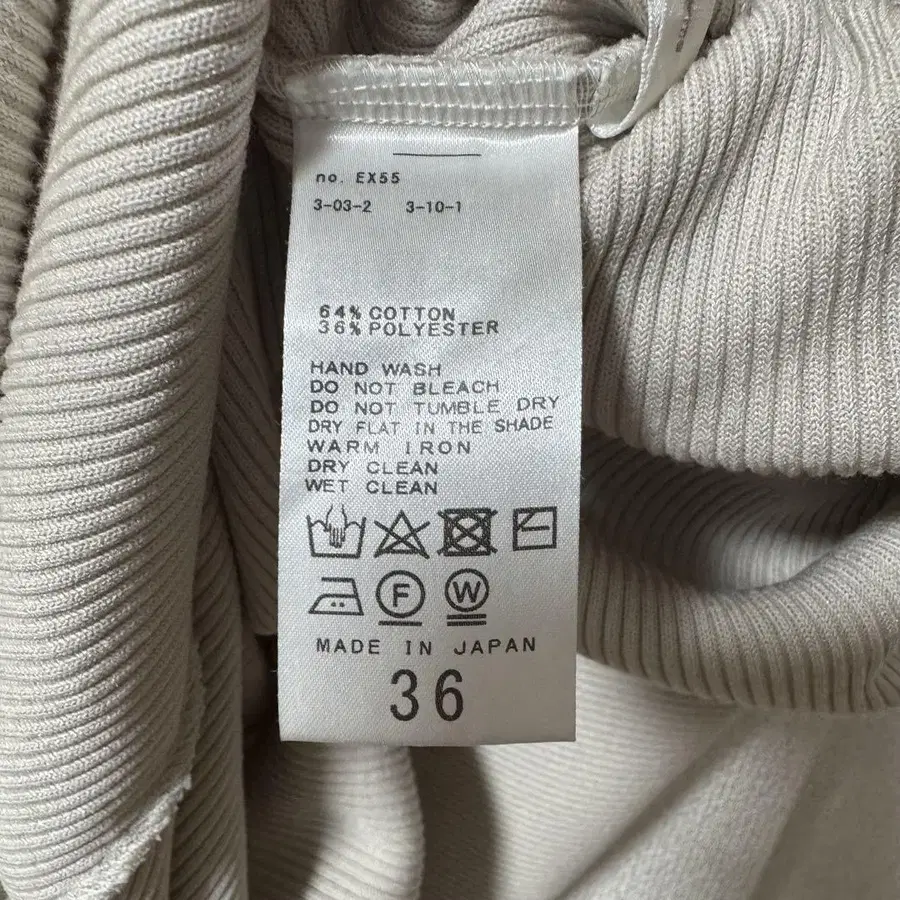 no. EX55
3-03-2 3-10-1
64% COTTON
36% POLYESTER
HAND WASH
DO NOT BLEACH
DO NOT TUMBLE DRY
DRY FLAT IN THE SHADE
WARM IRON
DRY CLEAN
WET CLEAN
F W
MADE IN JAPAN
36